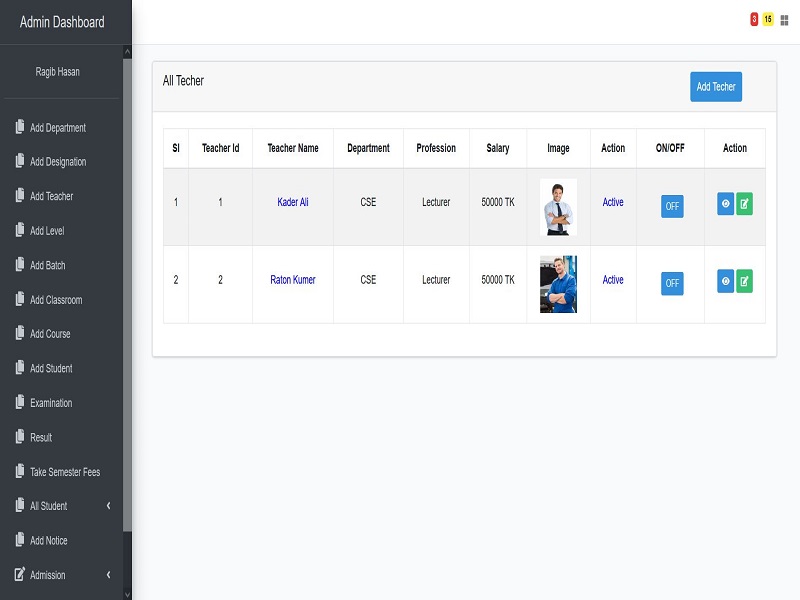 Admin Dashboard
3 15
Ragib Hasan
Add Department
Add Designation
Add Teacher
Add Level
Add Batch
Add Classroom
Add Course
Add Student
Examination
Result
Take Semester Fees
All Student
Add Notice
Admission
All Techer
Add Techer
Sl Teacher Id Teacher Name Department Profession Salary Image Action ON/OFF Action
1 1 Kader Ali CSE Lecturer 50000 TK Active OFF
2 2 Raton Kumer CSE Lecturer 50000 TK Active OFF